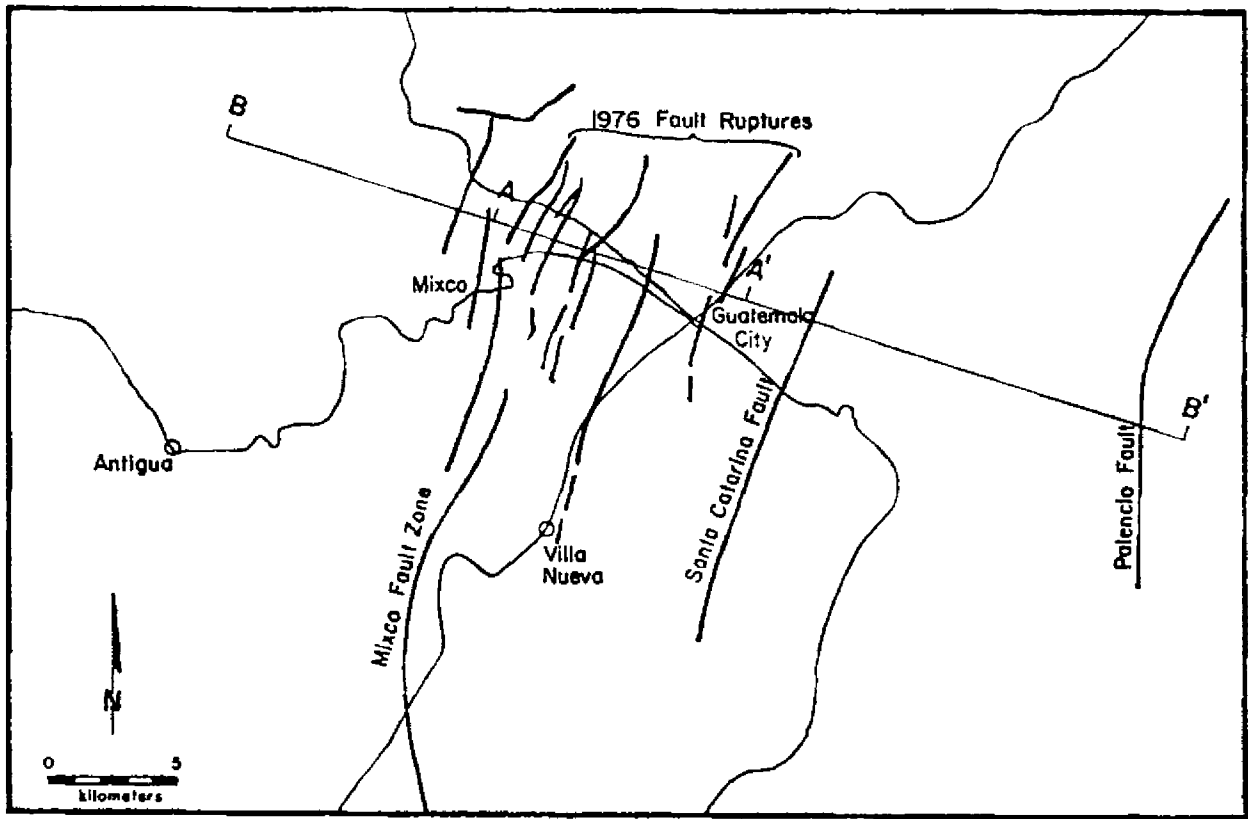 B
1976 Fault Ruptures
A
Mixco
A'
Guatemala
City
B'
Antigua
Mixco Fault Zone
Villa
Nueva
Santa Catarina Fault
Palencia Fault
N
0 5
kilometers